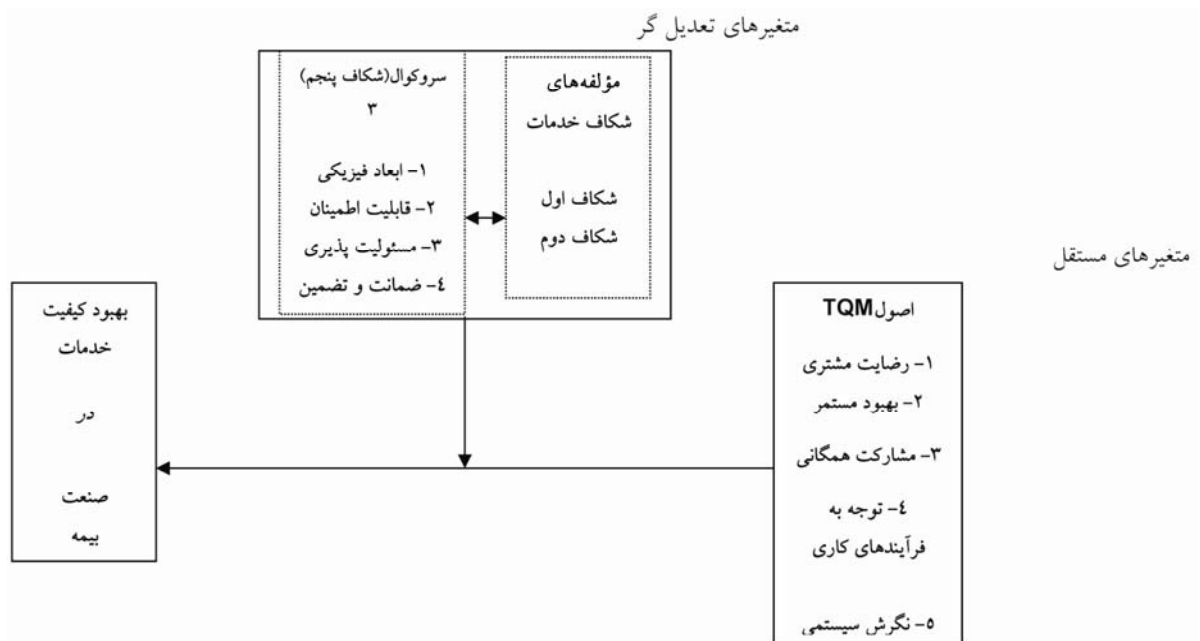 متغیرهای تعدیل گر
مؤلفه‌های
شکاف خدمات
شکاف اول
شکاف دوم
سروکوال(شکاف پنجم)
۳
۱- ابعاد فیزیکی
۲- قابلیت اطمینان
۳- مسئولیت پذیری
٤- ضمانت و تضمین
متغیرهای مستقل
اصول TQM
۱- رضایت مشتری
۲- بهبود مستمر
۳- مشارکت همگانی
٤- توجه به
فرآیندهای کاری
٥- نگرش سیستمی
بهبود کیفیت
خدمات
در
صنعت
بیمه